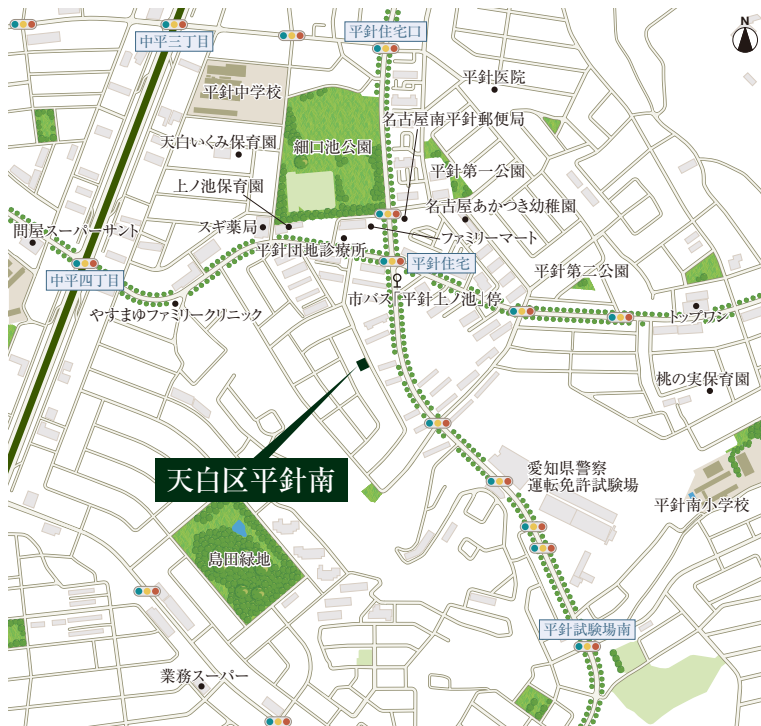 N
中平三丁目
平針住宅口
平針医院
平針中学校
名古屋南平針郵便局
天白いくみ保育園
細口池公園
平針第一公園
上ノ池保育園
名古屋あかつき幼稚園
スギ薬局
問屋スーパーサント
ファミリーマート
平針団地診療所
平針住宅
平針第二公園
中平四丁目
市バス「平針上ノ池」停
やすまゆファミリークリニック
トップワン
桃の実保育園
天白区平針南
愛知県警察
運転免許試験場
平針南小学校
島田緑地
平針試験場南
業務スーパー